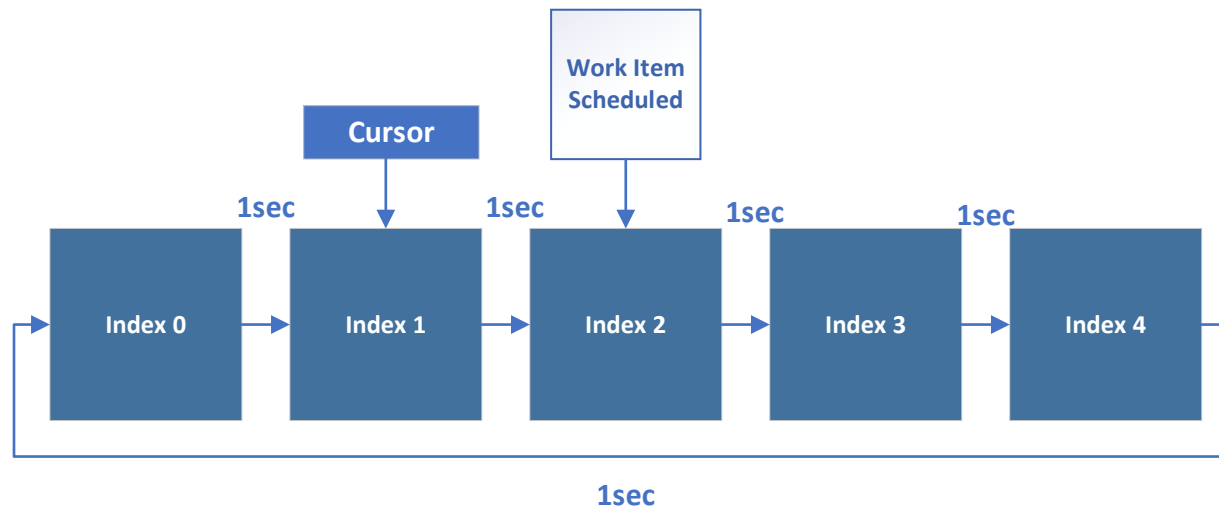 Work Item
Scheduled
Cursor
1sec
1sec
1sec
1sec
Index 0
Index 1
Index 2
Index 3
Index 4
1sec